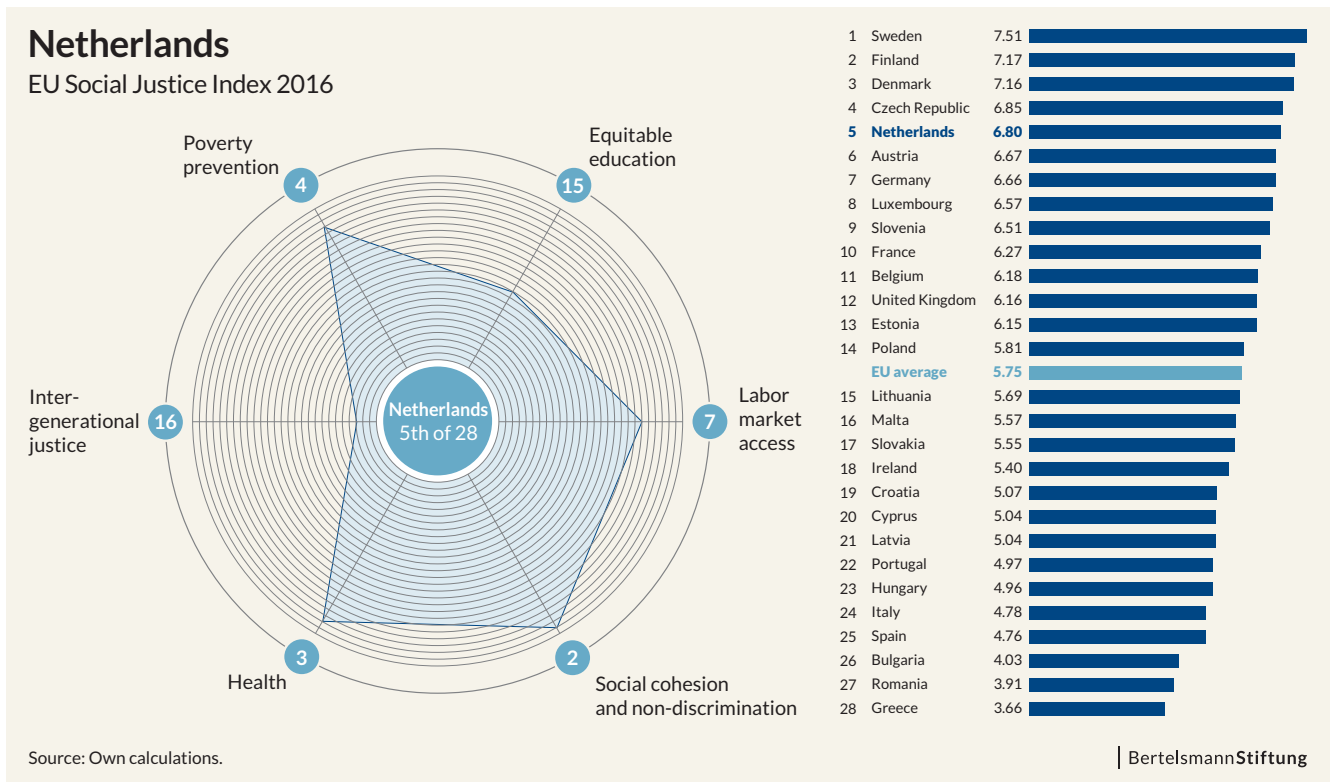 Netherlands
EU Social Justice Index 2016
Poverty
prevention
4
Equitable
education
15
Inter-
generational
justice
16
Netherlands
5th of 28
7
Labor
market
access
3
Health
2
Social cohesion
and non-discrimination
1 Sweden 7.51
2 Finland 7.17
3 Denmark 7.16
4 Czech Republic 6.85
5 Netherlands 6.80
6 Austria 6.67
7 Germany 6.66
8 Luxembourg 6.57
9 Slovenia 6.51
10 France 6.27
11 Belgium 6.18
12 United Kingdom 6.16
13 Estonia 6.15
14 Poland 5.81
EU average 5.75
15 Lithuania 5.69
16 Malta 5.57
17 Slovakia 5.55
18 Ireland 5.40
19 Croatia 5.07
20 Cyprus 5.04
21 Latvia 5.04
22 Portugal 4.97
23 Hungary 4.96
24 Italy 4.78
25 Spain 4.76
26 Bulgaria 4.03
27 Romania 3.91
28 Greece 3.66
Source: Own calculations.
BertelsmannStiftung